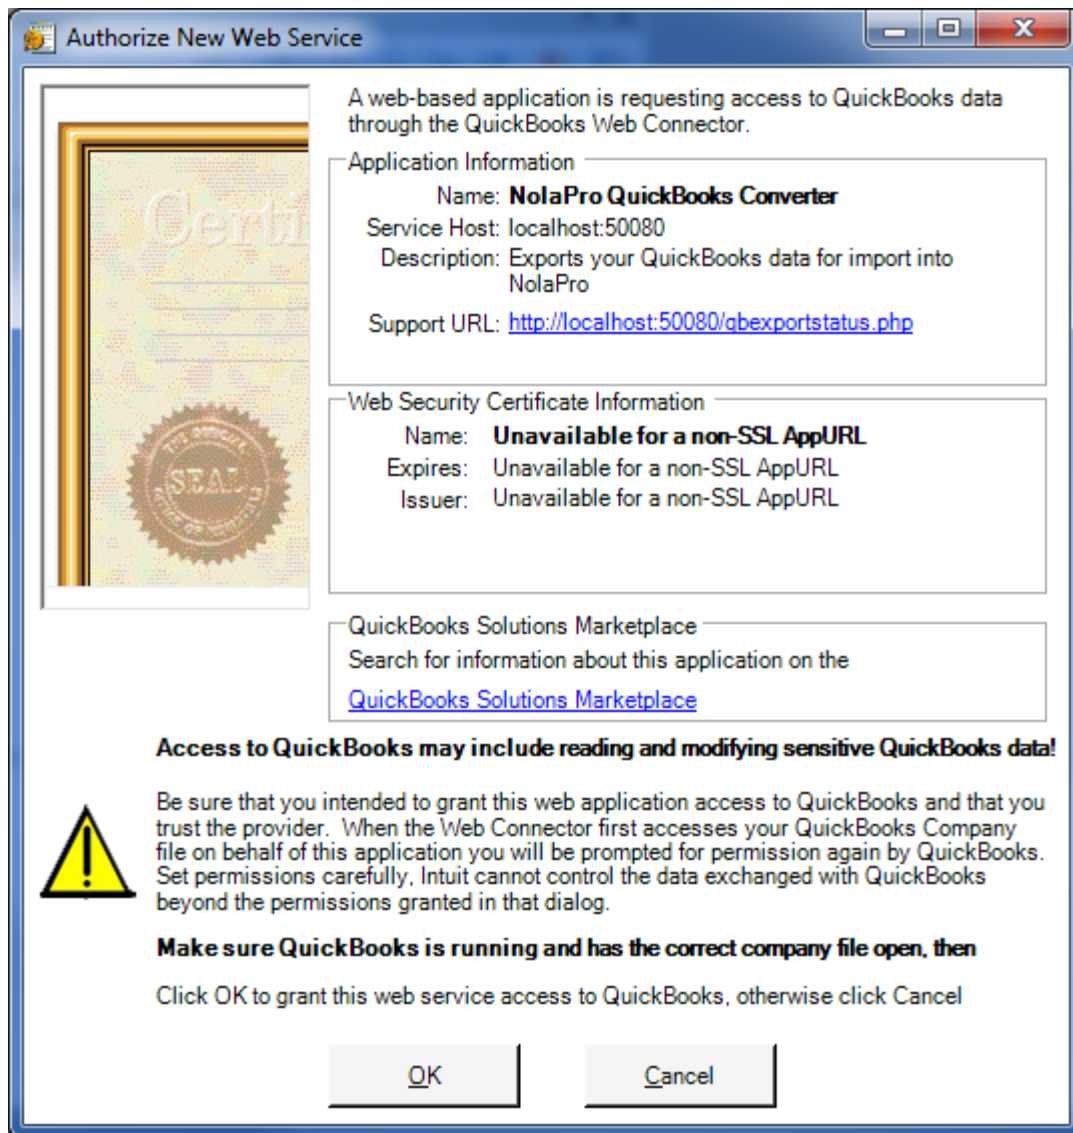 Authorize New Web Service
A web-based application is requesting access to QuickBooks data
through the QuickBooks Web Connector.
Application Information
Name: NolaPro QuickBooks Converter
Service Host: localhost:50080
Description: Exports your QuickBooks data for import into
NolaPro
Support URL: http://localhost:50080/qbexportstatus.php
Web Security Certificate Information
Name: Unavailable for a non-SSL AppURL
Expires: Unavailable for a non-SSL AppURL
Issuer: Unavailable for a non-SSL AppURL
Certi
THE OFFICIAL
SEAL
QuickBooks Solutions Marketplace
Search for information about this application on the
QuickBooks Solutions Marketplace
Access to QuickBooks may include reading and modifying sensitive QuickBooks data!
Be sure that you intended to grant this web application access to QuickBooks and that you
trust the provider. When the Web Connector first accesses your QuickBooks Company
file on behalf of this application you will be prompted for permission again by QuickBooks.
Set permissions carefully, Intuit cannot control the data exchanged with QuickBooks
beyond the permissions granted in that dialog.
Make sure QuickBooks is running and has the correct company file open, then
Click OK to grant this web service access to QuickBooks, otherwise click Cancel
OK
Cancel